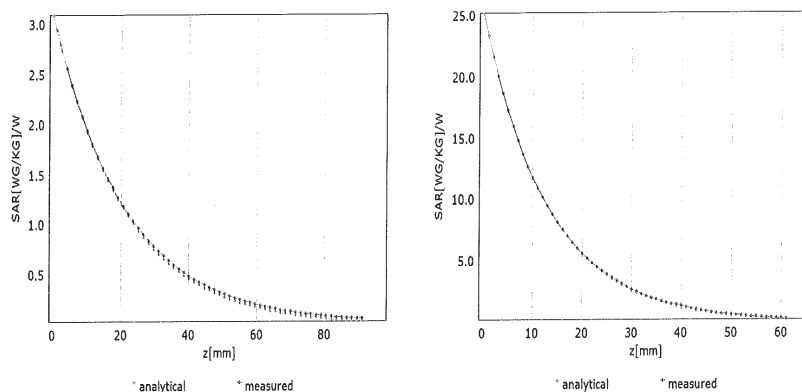 3.0
2.5
2.0
1.5
1.0
0.5
0
SAR[WG/KG]/W
0 20 40 60 80
z[mm]
+ analytical * measured
25.0
20.0
15.0
10.0
5.0
SAR[WG/KG]/W
0 10 20 30 40 50 60
z[mm]
+ analytical + measured